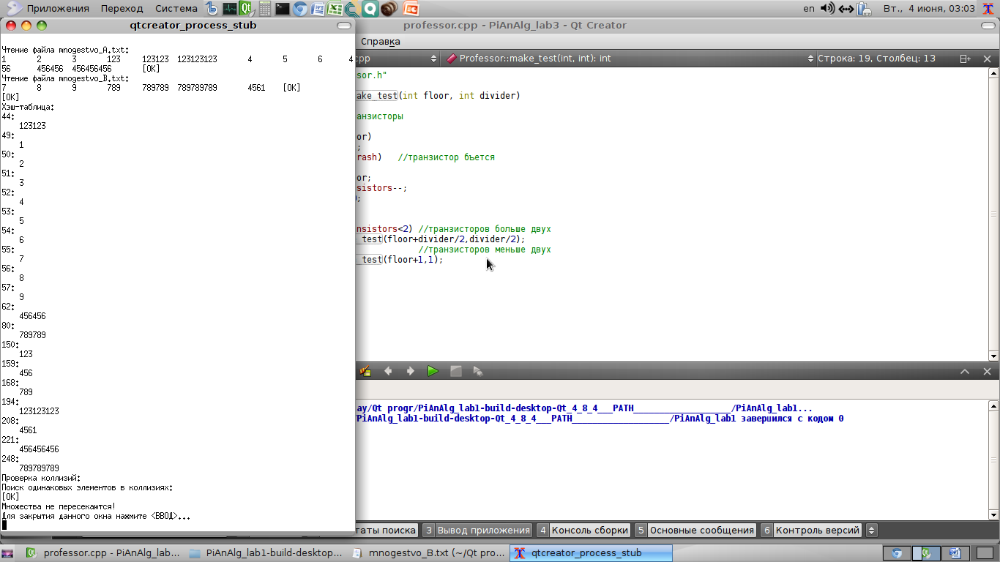 Приложения Переход Система en Вт., 4 июня, 03:03
qtcreator_process_stub
Чтение файла mnogestvo_A.txt:
1 2 3 123 123123 123123123 4 5 6 4
56 456456 456456456 [OK]
Чтение файла mnogestvo_B.txt:
7 8 9 789 789789 789789789 4561 [OK]
[OK]
Хэш-таблица:
44:
123123
49:
1
50:
2
51:
3
52:
4
53:
5
54:
6
55:
7
56:
8
57:
9
62:
456456
80:
789789
150:
123
159:
456
168:
789
194:
123123123
208:
4561
221:
456456456
248:
789789789
Проверка коллизий:
Поиск одинаковых элементов в коллизиях:
[OK]
Множества не пересекаются!
Для закрытия данного окна нажмите <ВВОД>...
professor.cpp - PiAnAlg_lab3 - Qt Creator
Справка
cpp Professor::make_test(int, int): int Строка: 19, Столбец: 13
sor.h"
ake_test(int floor, int divider)
анзисторы
or)
;
rash) //транзистор бьется
or;
sistors--;
);
nsistors<2) //транзисторов больше двух
_test(floor+divider/2,divider/2);
//транзисторов меньше двух
_test(floor+1,1);
ay/Qt progr/PiAnAlg_lab1-build-desktop-Qt_4_8_4___PATH___________________/PiAnAlg_lab1...
/PiAnAlg_lab1-build-desktop-Qt_4_8_4___PATH___________________/PiAnAlg_lab1 завершился с кодом 0
таты поиска 3 Вывод приложения 4 Консоль сборки 5 Основные сообщения 6 Контроль версий
professor.cpp - PiAnAlg_lab... PiAnAlg_lab1-build-desktop... mnogestvo_B.txt (~/Qt pro... qtcreator_process_stub